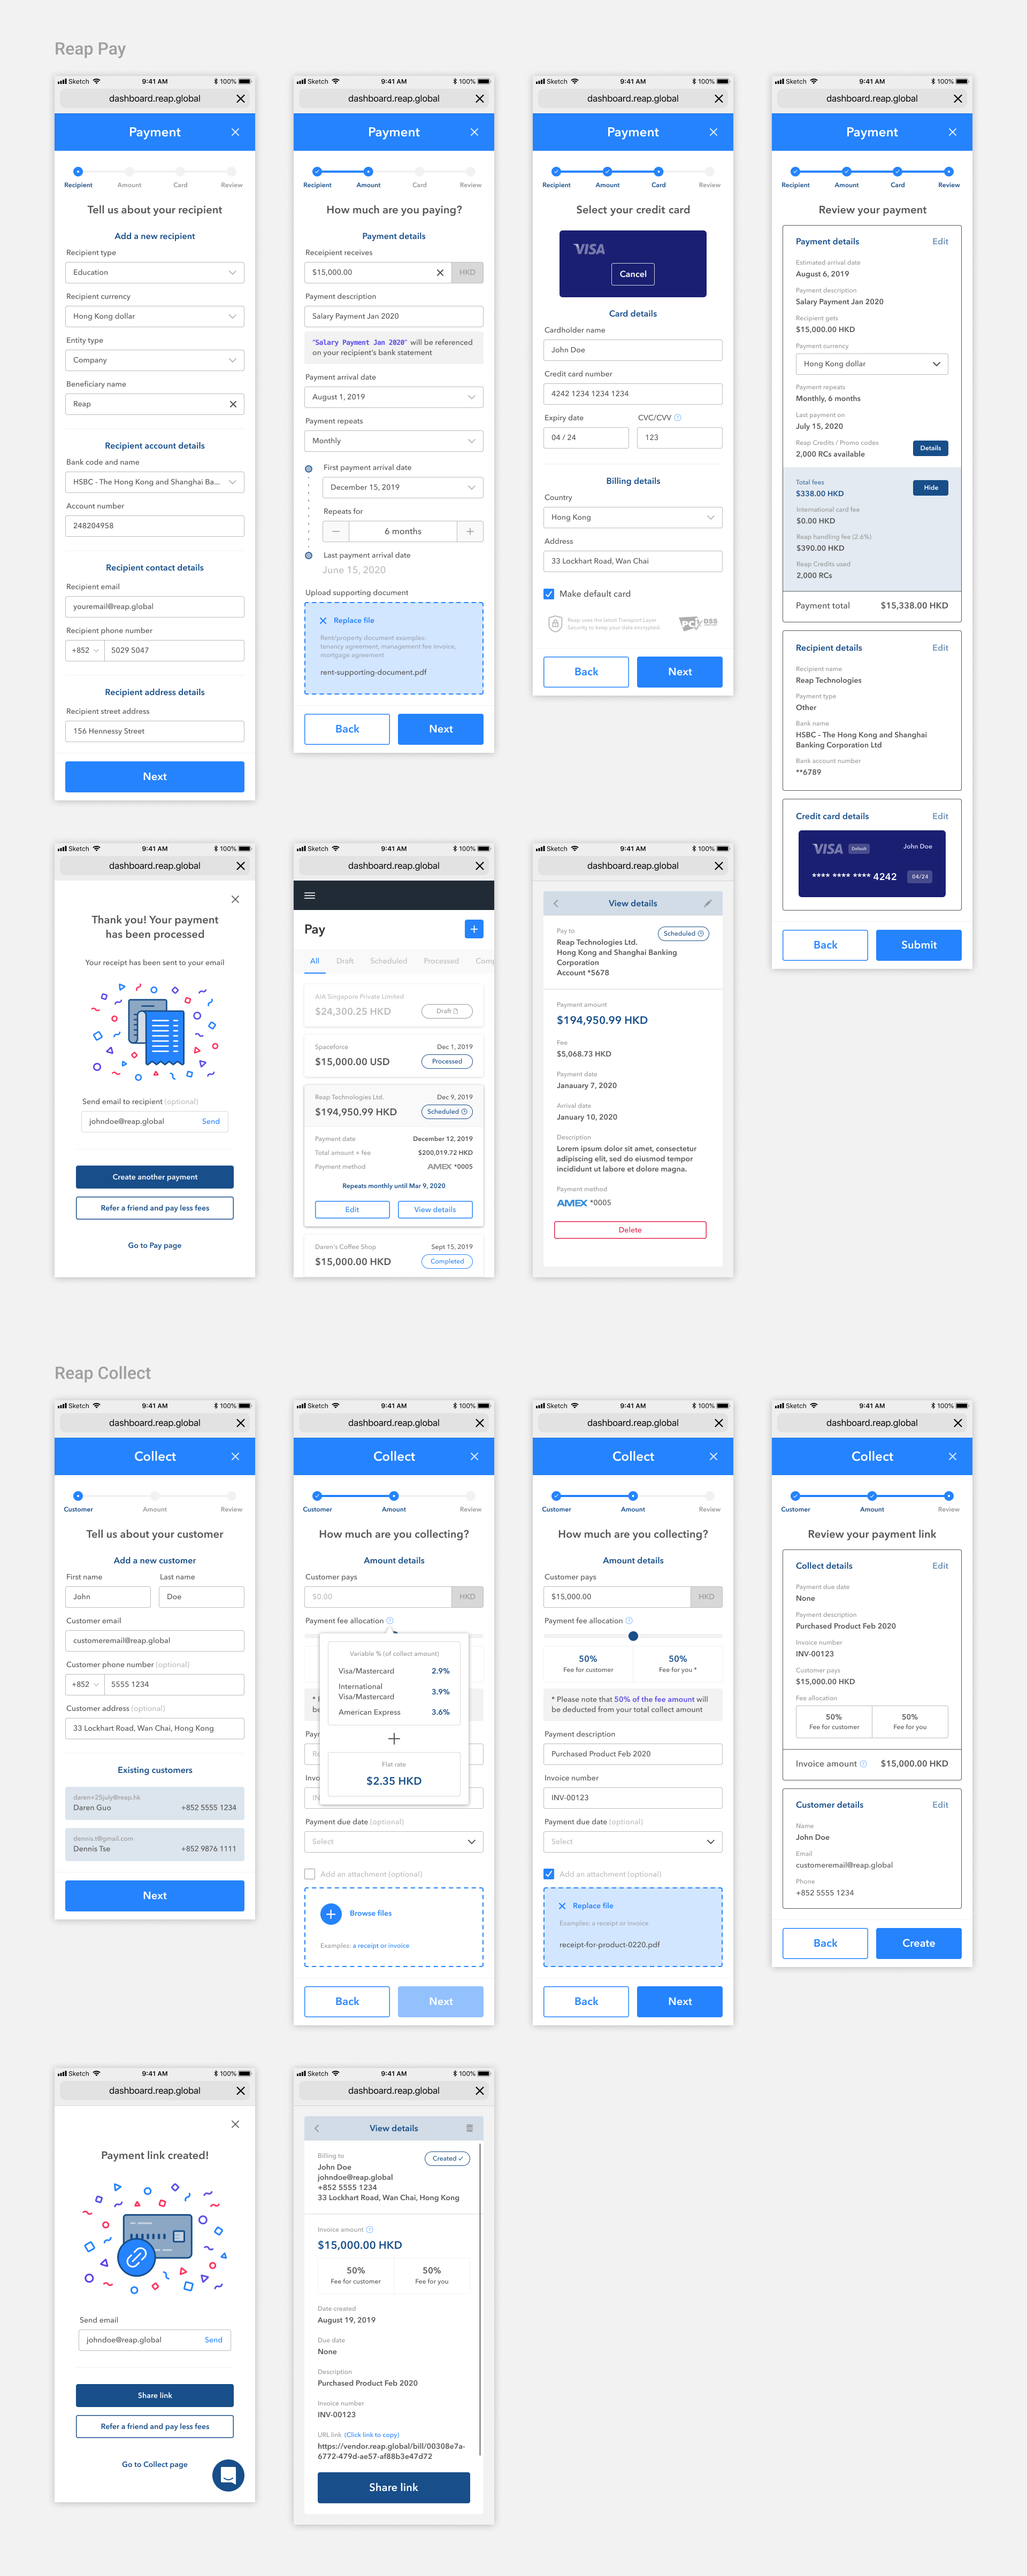 Reap Pay
Sketch 9:41 AM 100%
dashboard.reap.global
Payment
Recipient Amount Card Review
Tell us about your recipient
Add a new recipient
Recipient type
Education
Recipient currency
Hong Kong dollar
Entity type
Company
Beneficiary name
Reap
Recipient account details
Bank code and name
HSBC - The Hong Kong and Shanghai Ba...
Account number
248204958
Recipient contact details
Recipient email
youremail@reap.global
Recipient phone number
+852 5029 5047
Recipient address details
Recipient street address
156 Hennessy Street
Next
Sketch 9:41 AM 100%
dashboard.reap.global
Payment
Recipient Amount Card Review
How much are you paying?
Payment details
Receipient receives
$15,000.00 HKD
Payment description
Salary Payment Jan 2020
"Salary Payment Jan 2020" will be referenced
on your recipient's bank statement
Payment arrival date
August 1, 2019
Payment repeats
Monthly
First payment arrival date
December 15, 2019
Repeats for
6 months
Last payment arrival date
June 15, 2020
Upload supporting document
Replace file
Rent/property document examples:
tenancy agreement, management fee invoice,
mortgage agreement
rent-supporting-document.pdf
Back Next
Sketch 9:41 AM 100%
dashboard.reap.global
Payment
Recipient Amount Card Review
Select your credit card
VISA
Cancel
Card details
Cardholder name
John Doe
Credit card number
4242 1234 1234 1234
Expiry date CVC/CVV ?
04 / 24 123
Billing details
Country
Hong Kong
Address
33 Lockhart Road, Wan Chai
Make default card
Reap uses the latest Transport Layer
Security to keep your data encrypted.
PCI DSS
Back Next
Sketch 9:41 AM 100%
dashboard.reap.global
Payment
Recipient Amount Card Review
Review your payment
Payment details Edit
Estimated arrival date
August 6, 2019
Payment description
Salary Payment Jan 2020
Recipient gets
$15,000.00 HKD
Payment currency
Hong Kong dollar
Payment repeats
Monthly, 6 months
Last payment on
July 15, 2020
Reap Credits / Promo codes
2,000 RCs available Details
Total fees
$338.00 HKD Hide
International card fee
$0.00 HKD
Reap handling fee (2.6%)
$390.00 HKD
Reap Credits used
2,000 RCs
Payment total $15,338.00 HKD
Recipient details Edit
Recipient name
Reap Technologies
Payment type
Other
Bank name
HSBC – The Hong Kong and Shanghai
Banking Corporation Ltd
Bank account number
**6789
Credit card details Edit
VISA Default John Doe
**** **** **** 4242 04/24
Back Submit
Sketch 9:41 AM 100%
dashboard.reap.global
Thank you! Your payment
has been processed
Your receipt has been sent to your email
Send email to recipient (optional)
johndoe@reap.global Send
Create another payment
Refer a friend and pay less fees
Go to Pay page
Sketch 9:41 AM 100%
dashboard.reap.global
Pay
All Draft Scheduled Processed Comp
AIA Singapore Private Limited
$24,300.25 HKD Draft
Spaceforce Dec 1, 2019
$15,000.00 USD Processed
Reap Technologies Ltd. Dec 9, 2019
$194,950.99 HKD Scheduled
Payment date December 12, 2019
Total amount + fee $200,019.72 HKD
Payment method AMEX *0005
Repeats monthly until Mar 9, 2020
Edit View details
Daren's Coffee Shop Sept 15, 2019
$15,000.00 HKD Completed
Sketch 9:41 AM 100%
dashboard.reap.global
View details
Pay to Scheduled
Reap Technologies Ltd.
Hong Kong and Shanghai Banking
Corporation
Account *5678
Payment amount
$194,950.99 HKD
Fee
$5,068.73 HKD
Payment date
Janauary 7, 2020
Arrival date
January 10, 2020
Description
Lorem ipsum dolor sit amet, consectetur
adipiscing elit, sed do eiusmod tempor
incididunt ut labore et dolore magna.
Payment method
AMEX *0005
Delete
Reap Collect
Sketch 9:41 AM 100%
dashboard.reap.global
Collect
Customer Amount Review
Tell us about your customer
Add a new customer
First name Last name
John Doe
Customer email
customeremail@reap.global
Customer phone number (optional)
+852 5555 1234
Customer address (optional)
33 Lockhart Road, Wan Chai, Hong Kong
Existing customers
daren+25july@reap.hk
Daren Guo +852 5555 1234
dennis.t@gmail.com
Dennis Tse +852 9876 1111
Next
Sketch 9:41 AM 100%
dashboard.reap.global
Collect
Customer Amount Review
How much are you collecting?
Amount details
Customer pays
$0.00 HKD
Payment fee allocation ?
Variable % (of collect amount)
Visa/Mastercard 2.9%
International
Visa/Mastercard 3.9%
American Express 3.6%
+
Flat rate
$2.35 HKD
Payment due date (optional)
Select
Add an attachment (optional)
Browse files
Examples: a receipt or invoice
Back Next
Sketch 9:41 AM 100%
dashboard.reap.global
Collect
Customer Amount Review
How much are you collecting?
Amount details
Customer pays
$15,000.00 HKD
Payment fee allocation ?
50% 50%
Fee for customer Fee for you *
* Please note that 50% of the fee amount will
be deducted from your total collect amount
Payment description
Purchased Product Feb 2020
Invoice number
INV-00123
Payment due date (optional)
Select
Add an attachment (optional)
Replace file
Examples: a receipt or invoice
receipt-for-product-0220.pdf
Back Next
Sketch 9:41 AM 100%
dashboard.reap.global
Collect
Customer Amount Review
Review your payment link
Collect details Edit
Payment due date
None
Payment description
Purchased Product Feb 2020
Invoice number
INV-00123
Customer pays
$15,000.00 HKD
Fee allocation
50% 50%
Fee for customer Fee for you
Invoice amount ? $15,000.00 HKD
Customer details Edit
Name
John Doe
Email
customeremail@reap.global
Phone
+852 5555 1234
Back Create
Sketch 9:41 AM 100%
dashboard.reap.global
Payment link created!
Send email
johndoe@reap.global Send
Share link
Refer a friend and pay less fees
Go to Collect page
Sketch 9:41 AM 100%
dashboard.reap.global
View details
Billing to Created
John Doe
johndoe@reap.global
+852 5555 1234
33 Lockhart Road, Wan Chai, Hong Kong
Invoice amount ?
$15,000.00 HKD
50% 50%
Fee for customer Fee for you
Date created
August 19, 2019
Due date
None
Description
Purchased Product Feb 2020
Invoice number
INV-00123
URL link (Click link to copy)
https://vendor.reap.global/bill/00308e7a-
6772-479d-ae57-af88b3e47d72
Share link